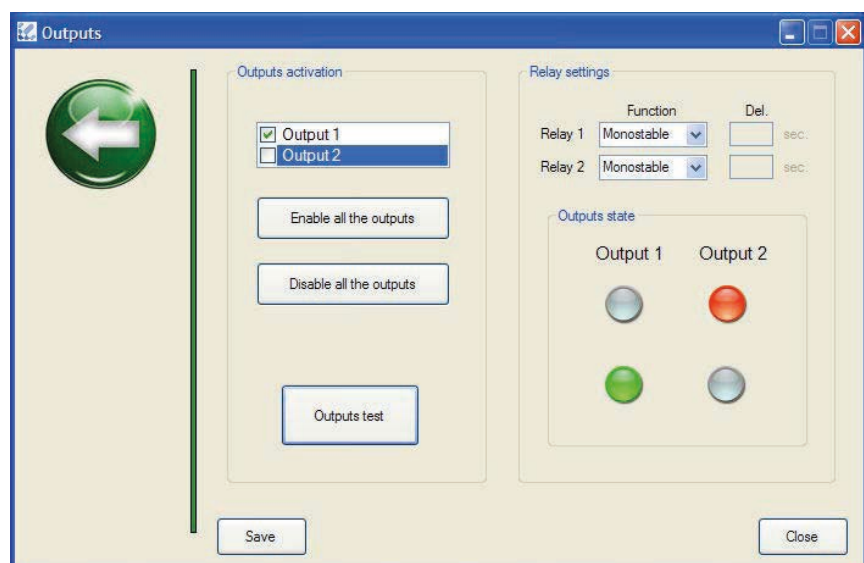 Outputs
Outputs activation
Output 1
Output 2
Enable all the outputs
Disable all the outputs
Outputs test
Relay settings
Function Del.
Relay 1 Monostable sec.
Relay 2 Monostable sec.
Outputs state
Output 1 Output 2
Save
Close